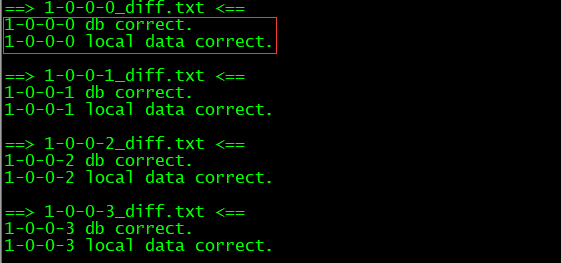 ==> 1-0-0-0_diff.txt <==
1-0-0-0 db correct.
1-0-0-0 local data correct.

==> 1-0-0-1_diff.txt <==
1-0-0-1 db correct.
1-0-0-1 local data correct.

==> 1-0-0-2_diff.txt <==
1-0-0-2 db correct.
1-0-0-2 local data correct.

==> 1-0-0-3_diff.txt <==
1-0-0-3 db correct.
1-0-0-3 local data correct.